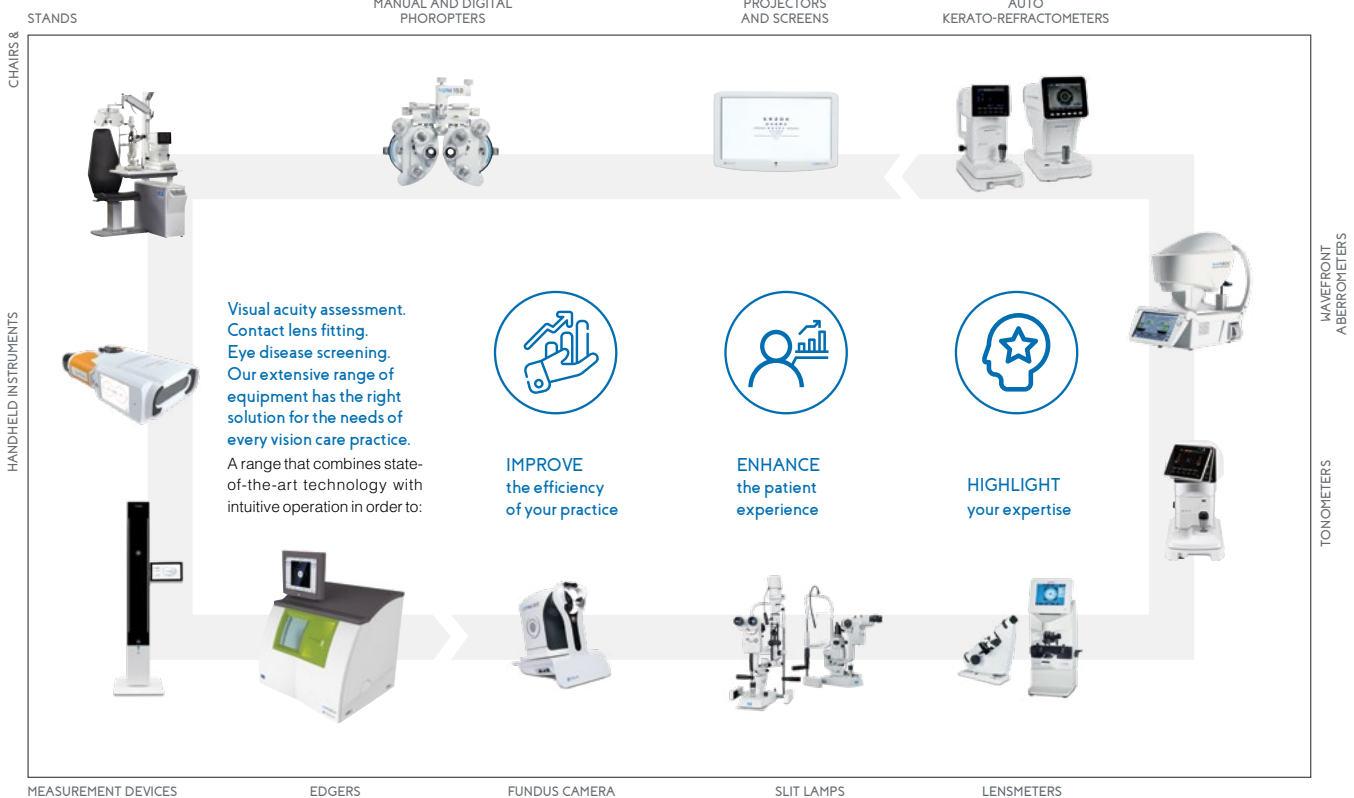 MANUAL AND DIGITAL
PHOROPTERS
PROJECTORS
AND SCREENS
AUTO
KERATO-REFRACTOMETERS
CHAIRS &
STANDS
HANDHELD INSTRUMENTS
WAVEFRONT
ABERROMETERS
TONOMETERS
Visual acuity assessment.
Contact lens fitting.
Eye disease screening.
Our extensive range of
equipment has the right
solution for the needs of
every vision care practice.
A range that combines state-
of-the-art technology with
intuitive operation in order to:
IMPROVE
the efficiency
of your practice
ENHANCE
the patient
experience
HIGHLIGHT
your expertise
MEASUREMENT DEVICES
EDGERS
FUNDUS CAMERA
SLIT LAMPS
LENSMETERS